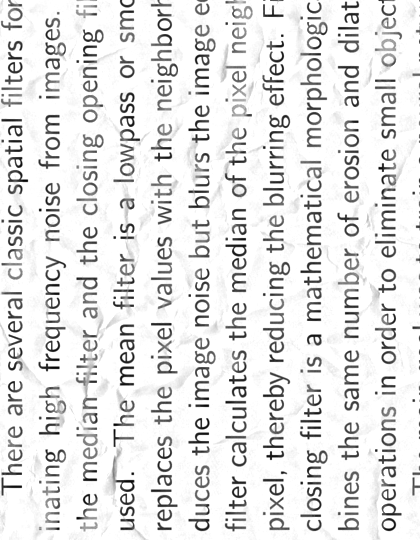 There are several classic spatial filters for
inating high frequency noise from images.
the median filter and the closing opening fil
used. The mean filter is a lowpass or smo
replaces the pixel values with the neighborh
duces the image noise but blurs the image ed
filter calculates the median of the pixel neigh
pixel, thereby reducing the blurring effect. Fi
closing filter is a mathematical morphologic
bines the same number of erosion and dilat
operations in order to eliminate small object